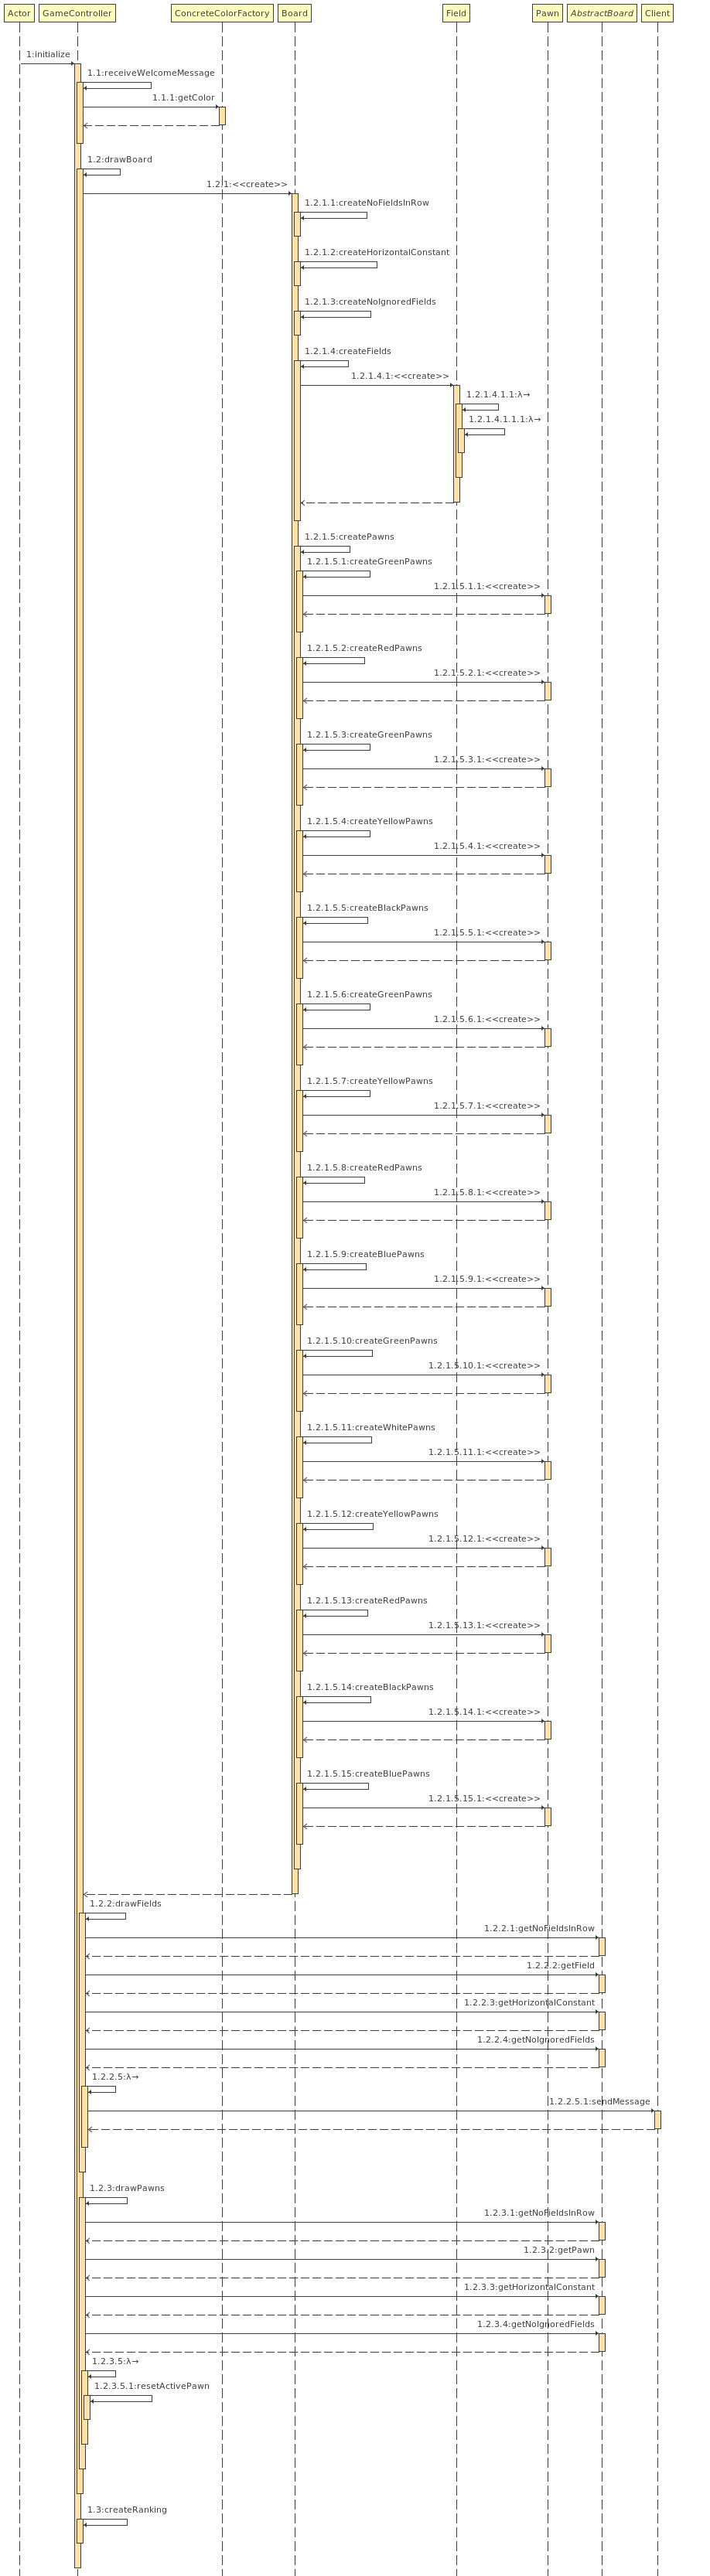 Actor GameController ConcreteColorFactory Board Field Pawn AbstractBoard Client
1:initialize
1.1:receiveWelcomeMessage
1.1.1:getColor
1.2:drawBoard
1.2.1:<<create>>
1.2.1.1:createNoFieldsInRow
1.2.1.2:createHorizontalConstant
1.2.1.3:createNoIgnoredFields
1.2.1.4:createFields
1.2.1.4.1:<<create>>
1.2.1.4.1.1:λ→
1.2.1.4.1.1.1:λ→
1.2.1.5:createPawns
1.2.1.5.1:createGreenPawns
1.2.1.5.1.1:<<create>>
1.2.1.5.2:createRedPawns
1.2.1.5.2.1:<<create>>
1.2.1.5.3:createGreenPawns
1.2.1.5.3.1:<<create>>
1.2.1.5.4:createYellowPawns
1.2.1.5.4.1:<<create>>
1.2.1.5.5:createBlackPawns
1.2.1.5.5.1:<<create>>
1.2.1.5.6:createGreenPawns
1.2.1.5.6.1:<<create>>
1.2.1.5.7:createYellowPawns
1.2.1.5.7.1:<<create>>
1.2.1.5.8:createRedPawns
1.2.1.5.8.1:<<create>>
1.2.1.5.9:createBluePawns
1.2.1.5.9.1:<<create>>
1.2.1.5.10:createGreenPawns
1.2.1.5.10.1:<<create>>
1.2.1.5.11:createWhitePawns
1.2.1.5.11.1:<<create>>
1.2.1.5.12:createYellowPawns
1.2.1.5.12.1:<<create>>
1.2.1.5.13:createRedPawns
1.2.1.5.13.1:<<create>>
1.2.1.5.14:createBlackPawns
1.2.1.5.14.1:<<create>>
1.2.1.5.15:createBluePawns
1.2.1.5.15.1:<<create>>
1.2.2:drawFields
1.2.2.1:getNoFieldsInRow
1.2.2.2:getField
1.2.2.3:getHorizontalConstant
1.2.2.4:getNoIgnoredFields
1.2.2.5:λ→
1.2.2.5.1:sendMessage
1.2.3:drawPawns
1.2.3.1:getNoFieldsInRow
1.2.3.2:getPawn
1.2.3.3:getHorizontalConstant
1.2.3.4:getNoIgnoredFields
1.2.3.5:λ→
1.2.3.5.1:resetActivePawn
1.3:createRanking